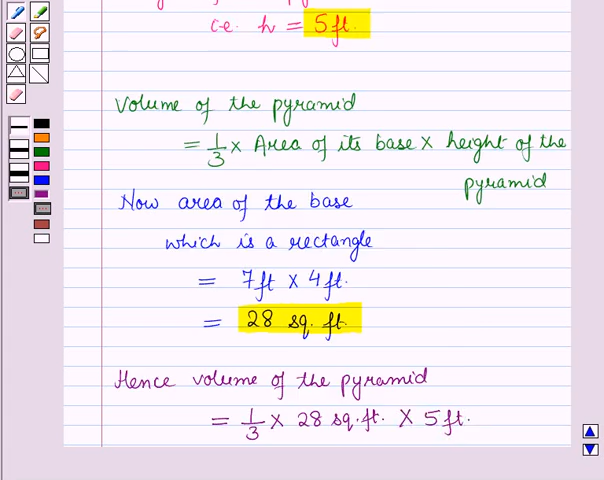 i.e. h = 5ft.
Volume of the pyramid
= 1/3 × Area of its base × height of the
pyramid
Now area of the base
which is a rectangle
= 7ft × 4ft.
= 28 sq. ft.
Hence volume of the pyramid
= 1/3 × 28 sq.ft. × 5ft.